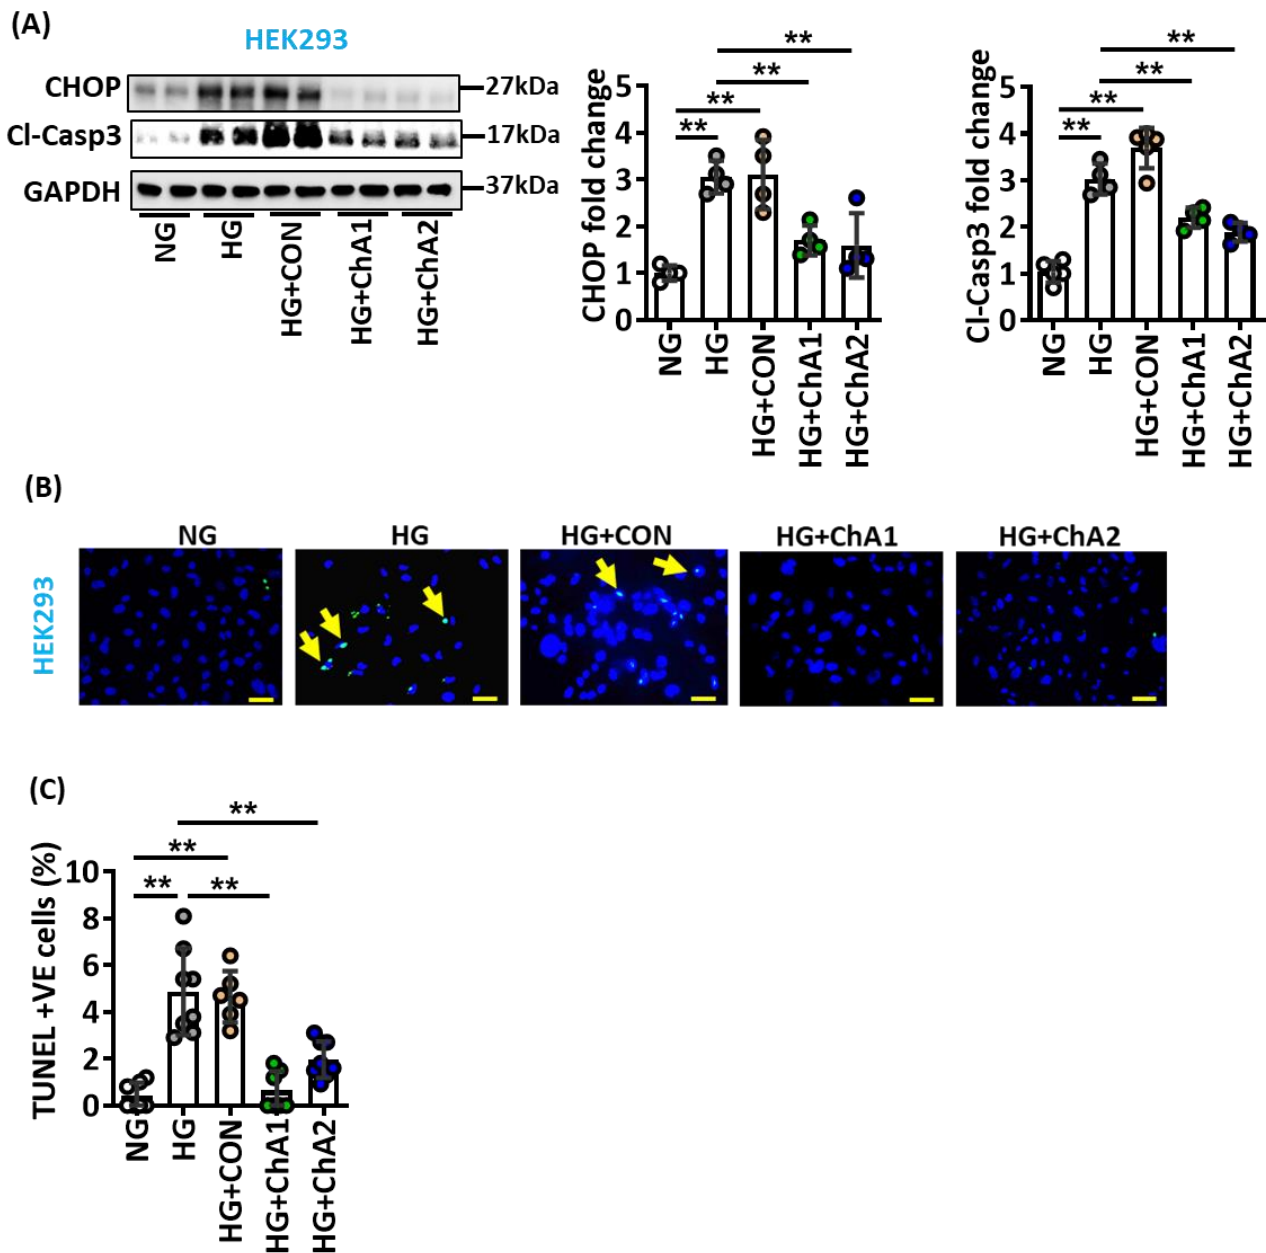 (A)
HEK293
CHOP
27kDa
Cl-Casp3
17kDa
GAPDH
37kDa
NG
HG
HG+CON
HG+ChA1
HG+ChA2
CHOP fold change
5
4
3
2
1
0
**
**
**
**
NG
HG
HG+CON
HG+ChA1
HG+ChA2
Cl-Casp3 fold change
5
4
3
2
1
0
**
**
**
**
NG
HG
HG+CON
HG+ChA1
HG+ChA2
(B)
HEK293
NG
HG
HG+CON
HG+ChA1
HG+ChA2
(C)
TUNEL +VE cells (%)
10
8
6
4
2
0
**
**
**
**
NG
HG
HG+CON
HG+ChA1
HG+ChA2